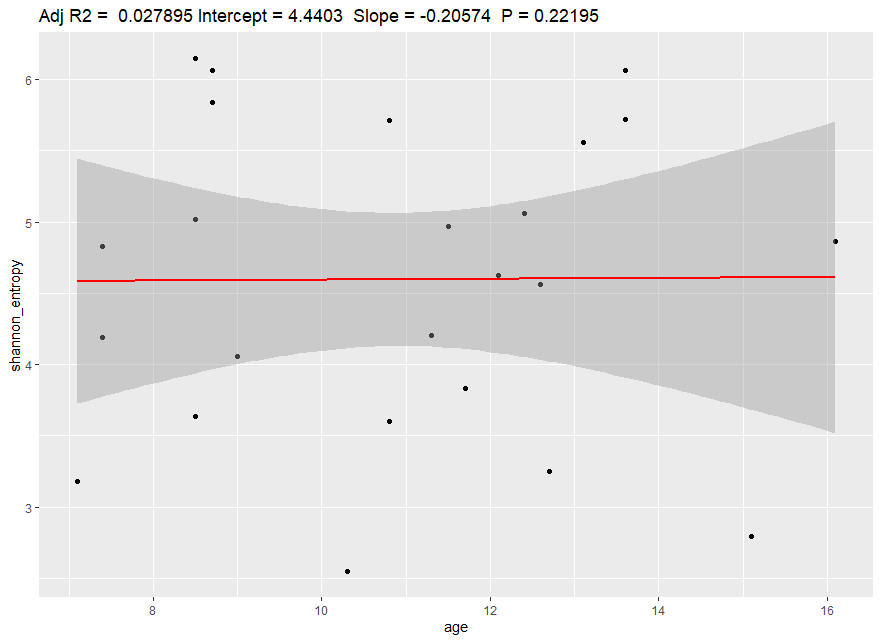 Adj R2 =  0.027895 Intercept = 4.4403  Slope = -0.20574  P = 0.22195
shannon_entropy
6
5
4
3
8 10 12 14 16
age